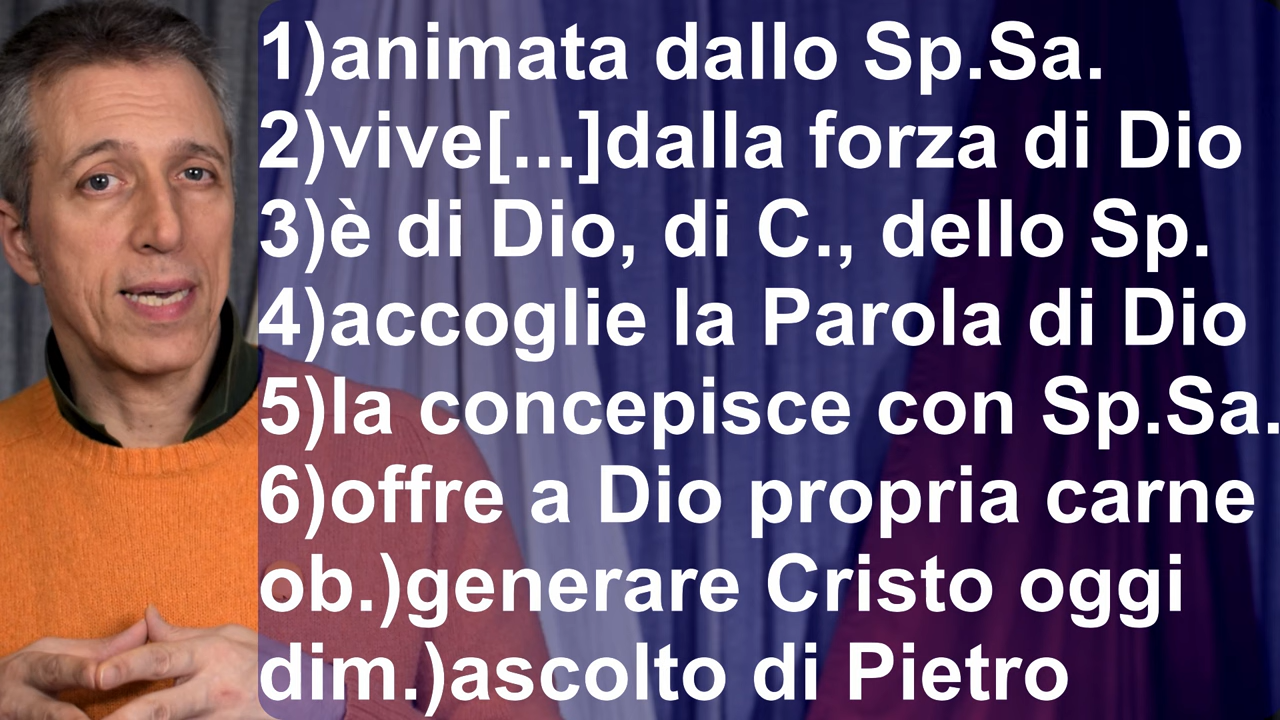 1)animata dallo Sp.Sa.
2)vive[...]dalla forza di Dio
3)è di Dio, di C., dello Sp.
4)accoglie la Parola di Dio
5)la concepisce con Sp.Sa.
6)offre a Dio propria carne
ob.)generare Cristo oggi
dim.)ascolto di Pietro